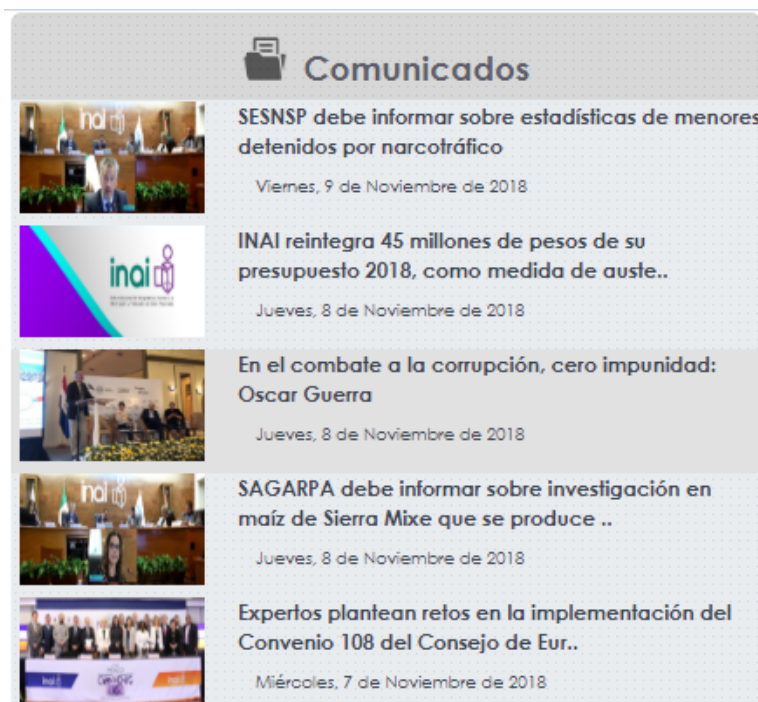 Comunicados
inai
SESNSP debe informar sobre estadísticas de menores
detenidos por narcotráfico
Viernes, 9 de Noviembre de 2018
inai
INAI reintegra 45 millones de pesos de su
presupuesto 2018, como medida de auste..
Jueves, 8 de Noviembre de 2018
En el combate a la corrupción, cero impunidad:
Oscar Guerra
Jueves, 8 de Noviembre de 2018
inai
SAGARPA debe informar sobre investigación en
maíz de Sierra Mixe que se produce ..
Jueves, 8 de Noviembre de 2018
Expertos plantean retos en la implementación del
Convenio 108 del Consejo de Eur..
Miércoles, 7 de Noviembre de 2018